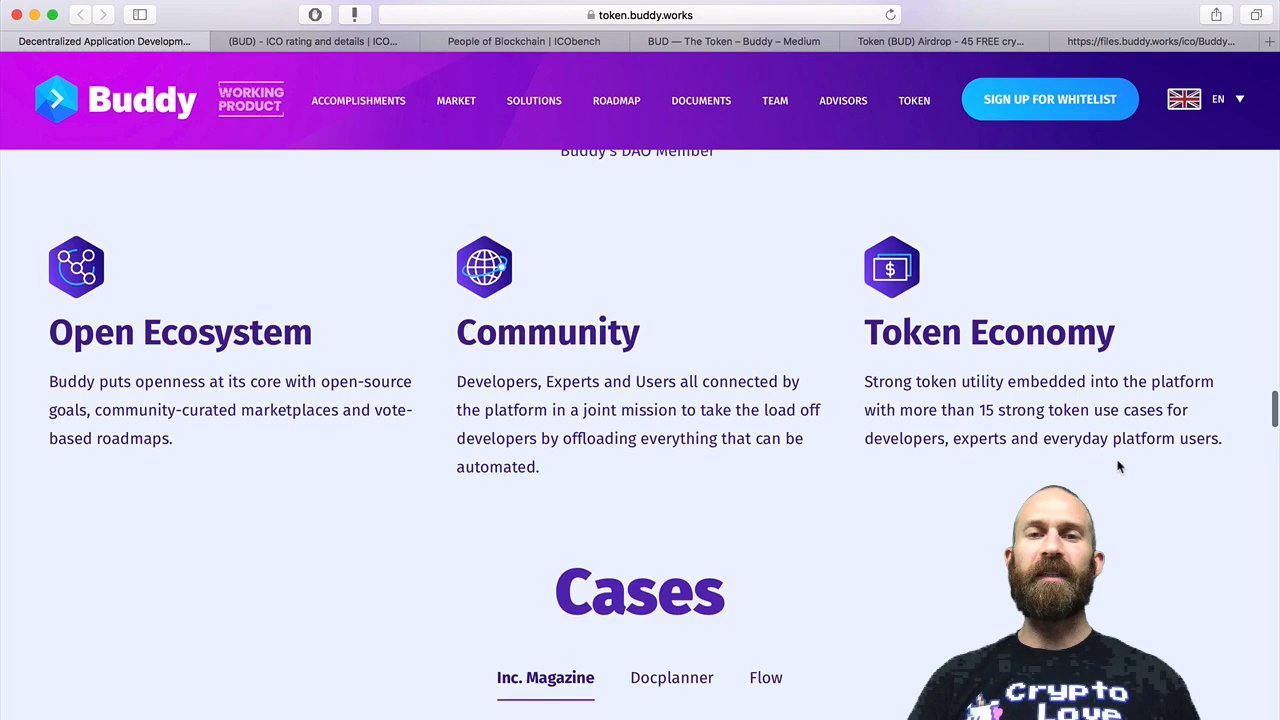 token.buddy.works
Decentralized Application Developm...
(BUD) - ICO rating and details | ICO...
People of Blockchain | ICObench
BUD — The Token – Buddy – Medium
Token (BUD) Airdrop - 45 FREE cry...
https://files.buddy.works/ico/Buddy...
Buddy
WORKING
PRODUCT
ACCOMPLISHMENTS
MARKET
SOLUTIONS
ROADMAP
DOCUMENTS
TEAM
ADVISORS
TOKEN
SIGN UP FOR WHITELIST
EN
Buddy's DAO Member
Open Ecosystem
Buddy puts openness at its core with open-source
goals, community-curated marketplaces and vote-
based roadmaps.
Community
Developers, Experts and Users all connected by
the platform in a joint mission to take the load off
developers by offloading everything that can be
automated.
$
Token Economy
Strong token utility embedded into the platform
with more than 15 strong token use cases for
developers, experts and everyday platform users.
Cases
Inc. Magazine
Docplanner
Flow
Crypto
Love